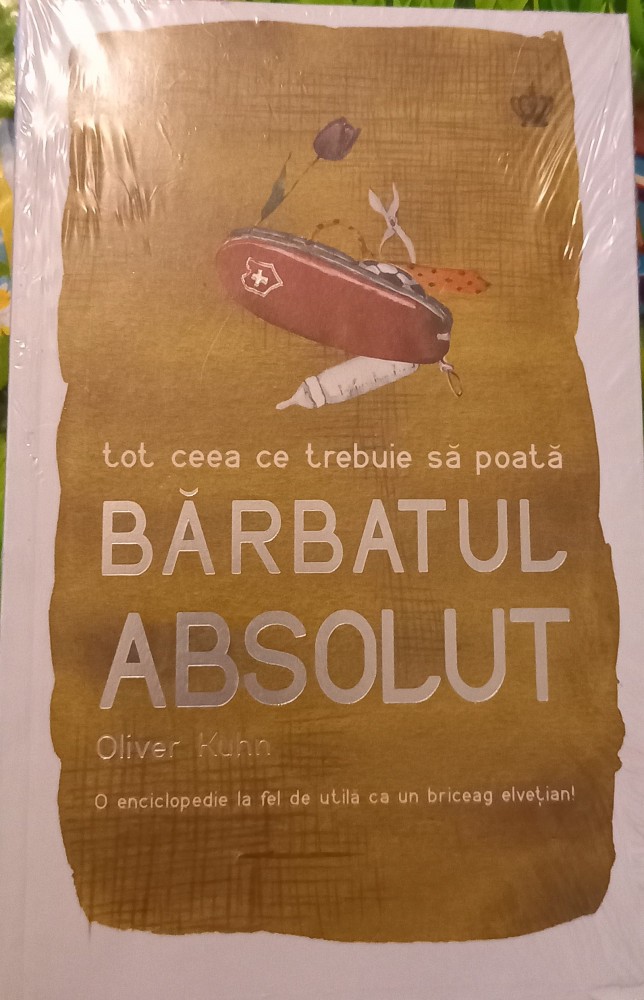 tot ceea ce trebuie să poată
BĂRBATUL
ABSOLUT
Oliver Kuhn
O enciclopedie la fel de utilă ca un briceag elvețian!